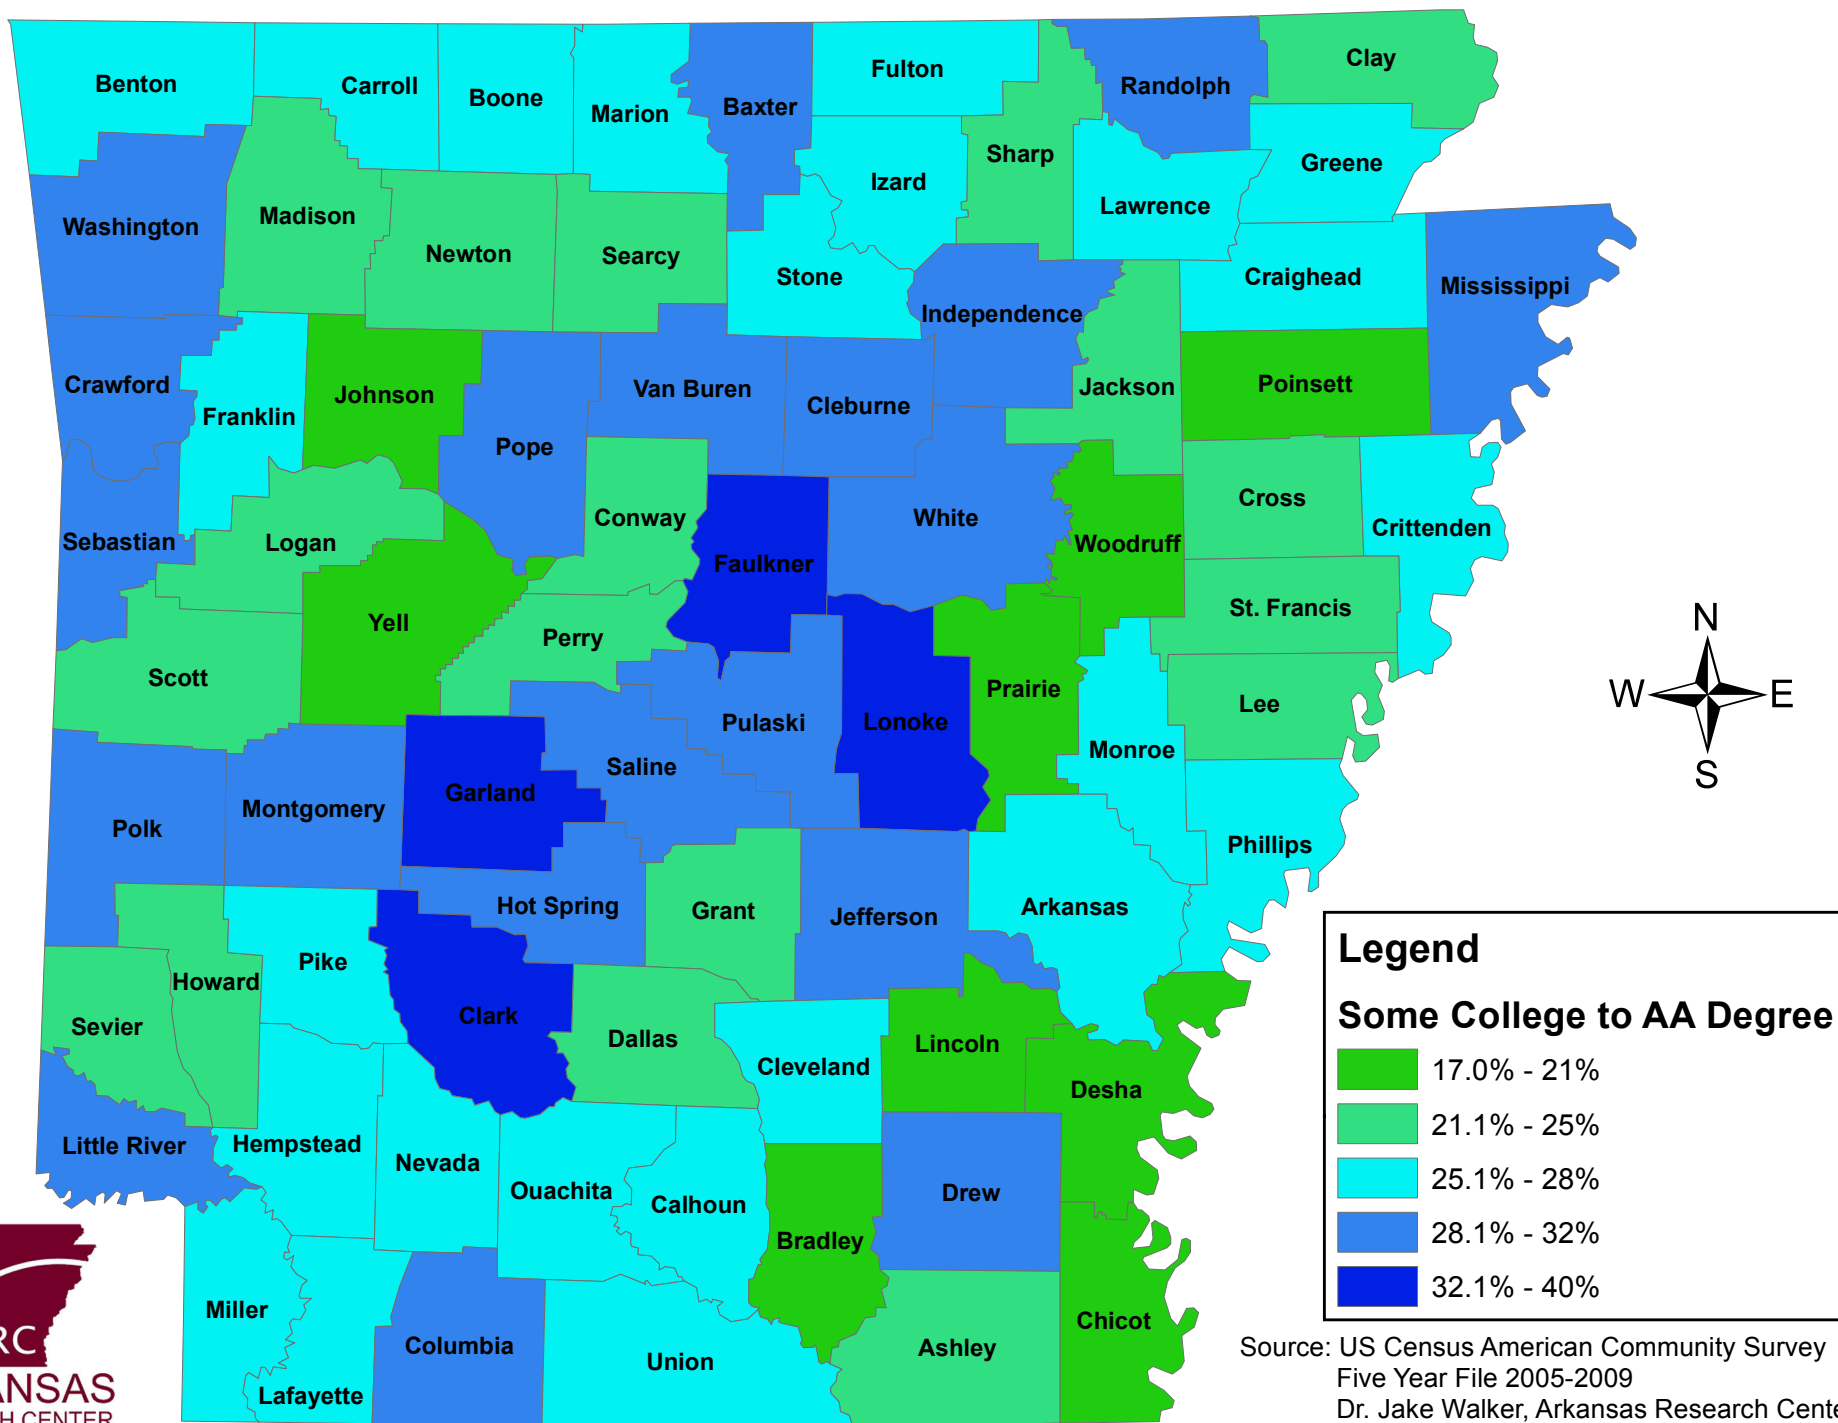 Benton
Carroll
Boone
Marion
Baxter
Fulton
Randolph
Clay
Sharp
Izard
Greene
Lawrence
Washington
Madison
Newton
Searcy
Stone
Craighead
Mississippi
Independence
Crawford
Franklin
Johnson
Van Buren
Cleburne
Jackson
Poinsett
Pope
Conway
White
Cross
Crittenden
Sebastian
Logan
Faulkner
Woodruff
Yell
Perry
St. Francis
Scott
Prairie
Lee
Pulaski
Lonoke
Monroe
Saline
Garland
Montgomery
Polk
Phillips
Hot Spring
Grant
Jefferson
Arkansas
Pike
Howard
Clark
Sevier
Dallas
Lincoln
Cleveland
Desha
Little River
Hempstead
Nevada
Ouachita
Calhoun
Drew
Bradley
Miller
Columbia
Union
Ashley
Chicot
Lafayette
N
W E
S
Legend
Some College to AA Degree
17.0% - 21%
21.1% - 25%
25.1% - 28%
28.1% - 32%
32.1% - 40%
Source: US Census American Community Survey
Five Year File 2005-2009
Dr. Jake Walker, Arkansas Research